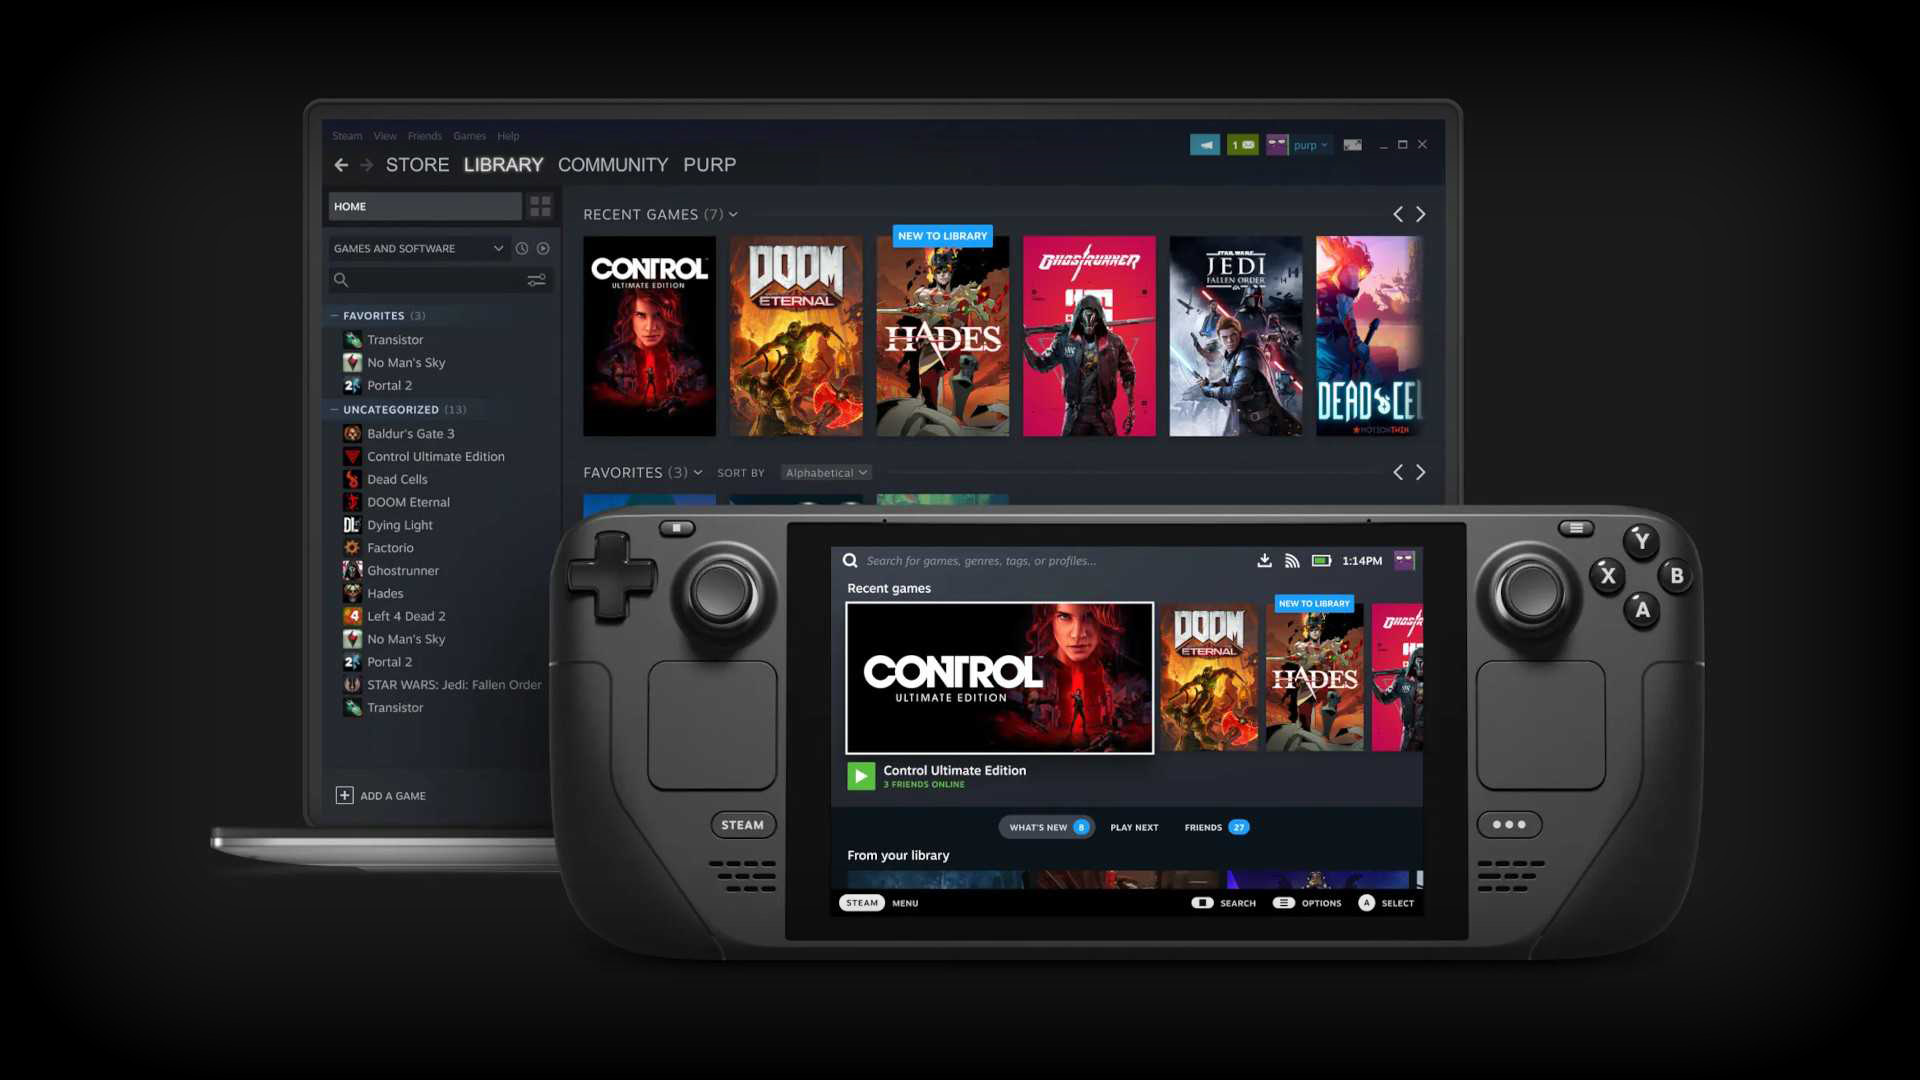 Steam View Friends Games Help
STORE LIBRARY COMMUNITY PURP
1
purp
HOME
GAMES AND SOFTWARE
FAVORITES (3)
Transistor
No Man's Sky
Portal 2
UNCATEGORIZED (13)
Baldur's Gate 3
Control Ultimate Edition
Dead Cells
DOOM Eternal
Dying Light
Factorio
Ghostrunner
Hades
Left 4 Dead 2
No Man's Sky
Portal 2
STAR WARS: Jedi: Fallen Order
Transistor
ADD A GAME
RECENT GAMES (7)
CONTROL
ULTIMATE EDITION
DOOM
ETERNAL
NEW TO LIBRARY
HADES
GHOSTRUNNER
STAR WARS
JEDI
FALLEN ORDER
DEAD CEL
MOTIONTWIN
FAVORITES (3) SORT BY Alphabetical
Search for games, genres, tags, or profiles...
1:14PM
Recent games
CONTROL
ULTIMATE EDITION
DOOM
ETERNAL
NEW TO LIBRARY
HADES
Control Ultimate Edition
3 FRIENDS ONLINE
WHAT'S NEW 8 PLAY NEXT FRIENDS 27
From your library
STEAM MENU SEARCH OPTIONS A SELECT
STEAM
Y
X
B
A